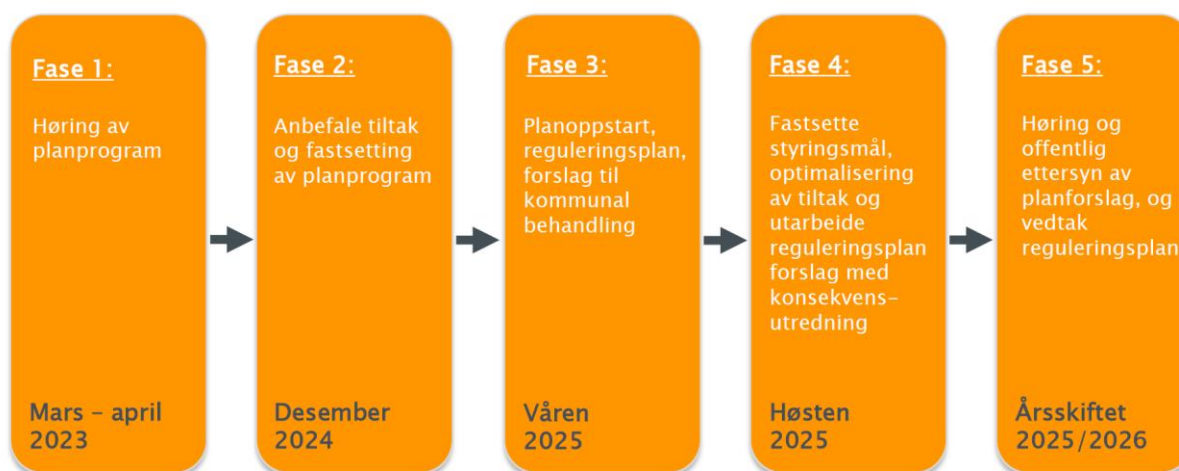 Fase 1:
Høring av
planprogram
Mars – april
2023
Fase 2:
Anbefale tiltak
og fastsetting
av planprogram
Desember
2024
Fase 3:
Planoppstart,
reguleringsplan,
forslag til
kommunal
behandling
Våren
2025
Fase 4:
Fastsette
styringsmål,
optimalisering
av tiltak og
utarbeide
reguleringsplan
forslag med
konsekvens-
utredning
Høsten
2025
Fase 5:
Høring og
offentlig
ettersyn av
planforslag, og
vedtak
reguleringsplan
Årsskiftet
2025/2026